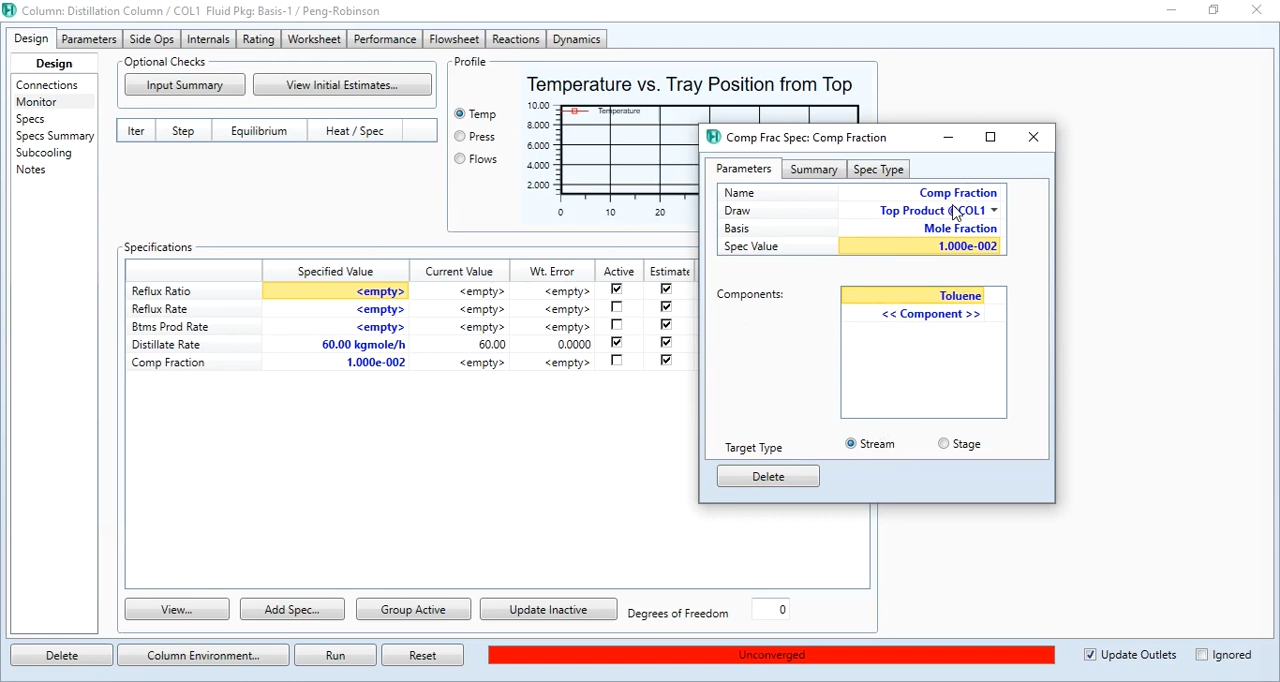 Column: Distillation Column / COL1 Fluid Pkg: Basis-1 / Peng-Robinson
Design Parameters Side Ops Internals Rating Worksheet Performance Flowsheet Reactions Dynamics
Design
Connections
Monitor
Specs
Specs Summary
Subcooling
Notes
Optional Checks
Input Summary View Initial Estimates...
Iter Step Equilibrium Heat / Spec
Profile
Temp
Press
Flows
Temperature vs. Tray Position from Top
Temperature
10.00
8.000
6.000
4.000
2.000
0 10 20
Specifications
Specified Value Current Value Wt. Error Active Estimate
Reflux Ratio <empty> <empty> <empty>
Reflux Rate <empty> <empty> <empty>
Btms Prod Rate <empty> <empty> <empty>
Distillate Rate 60.00 kgmole/h 60.00 0.0000
Comp Fraction 1.000e-002 <empty> <empty>
View... Add Spec... Group Active Update Inactive Degrees of Freedom 0
Comp Frac Spec: Comp Fraction
Parameters Summary Spec Type
Name Comp Fraction
Draw Top Product @COL1
Basis Mole Fraction
Spec Value 1.000e-002
Components:
Toluene
<< Component >>
Target Type Stream Stage
Delete
Delete Column Environment... Run Reset Unconverged Update Outlets Ignored